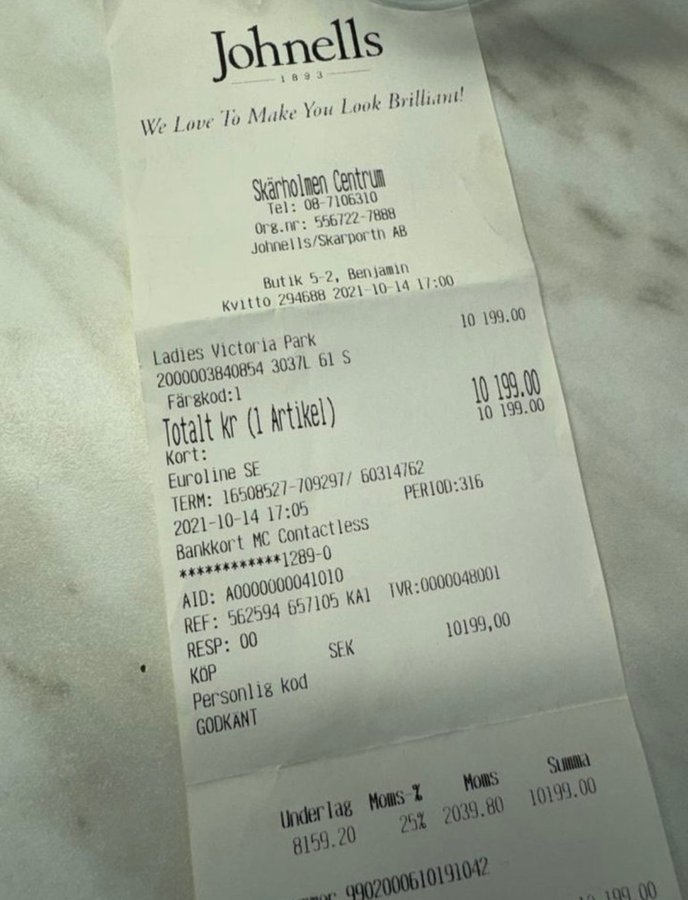 Johnells
1893
We Love To Make You Look Brilliant!
Skärholmen Centrum
Tel: 08-7106310
Org.nr: 556722-7888
Johnells/Skarporth AB
Butik 5-2, Benjamin
Kvitto 294688 2021-10-14 17:00
Ladies Victoria Park 10 199.00
2000003840854 3037L 61 S
Färgkod:1
Totalt kr (1 Artikel) 10 199.00
Kort: 10 199.00
Euroline SE
TERM: 16508527-709297/ 60314762
2021-10-14 17:05 PERIOD:316
Bankkort MC Contactless
************1289-0
AID: A0000000041010
REF: 562594 657105 KA1 TVR:0000048001
RESP: 00
KÖP SEK 10199,00
Personlig kod
GODKÄNT
Underlag Moms-% Moms Summa
8159.20 25% 2039.80 10199.00
9902000610191042
10 199.00